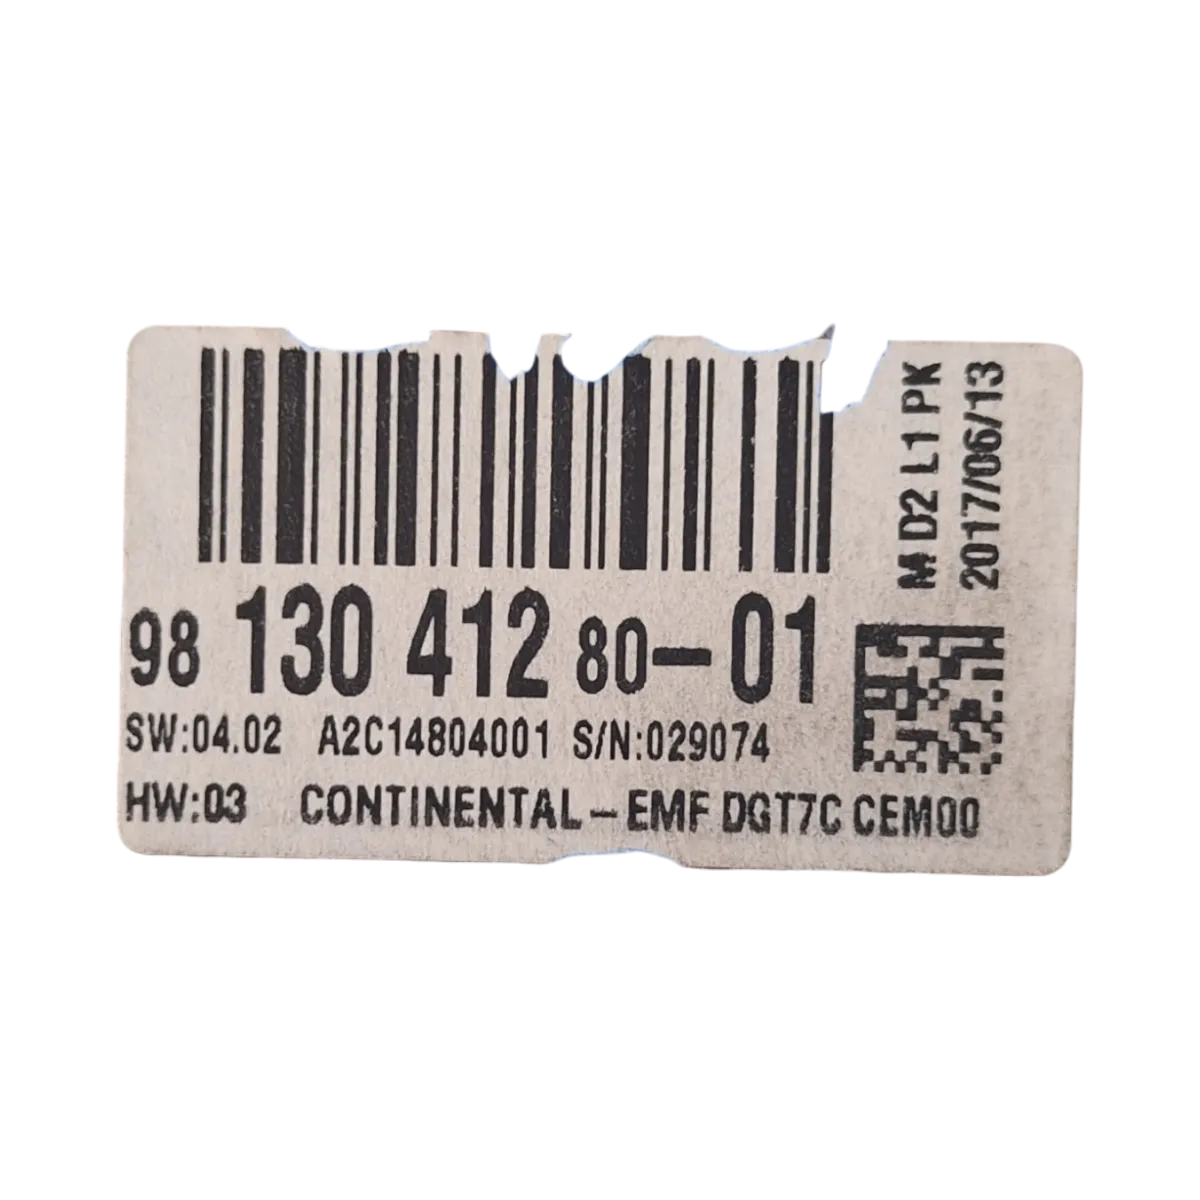 98 130 412 80-01
SW:04.02 A2C14804001 S/N:029074
HW:03 CONTINENTAL-EMF DGT7C CEM00
M D2 L1 PK
2017/06/13